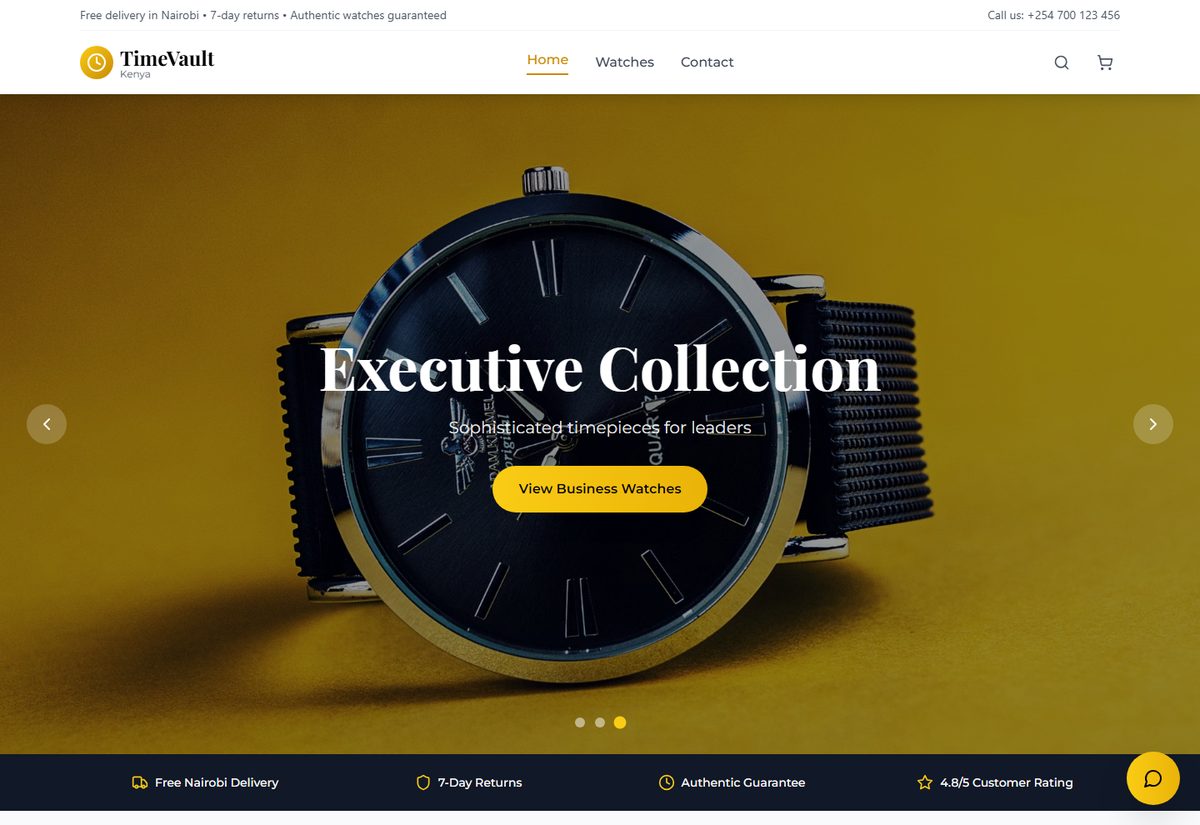 Free delivery in Nairobi • 7-day returns • Authentic watches guaranteed
Call us: +254 700 123 456
TimeVault
Kenya
Home
Watches
Contact
Executive Collection
Sophisticated timepieces for leaders
QUARTZ
original
View Business Watches
Free Nairobi Delivery
7-Day Returns
Authentic Guarantee
4.8/5 Customer Rating